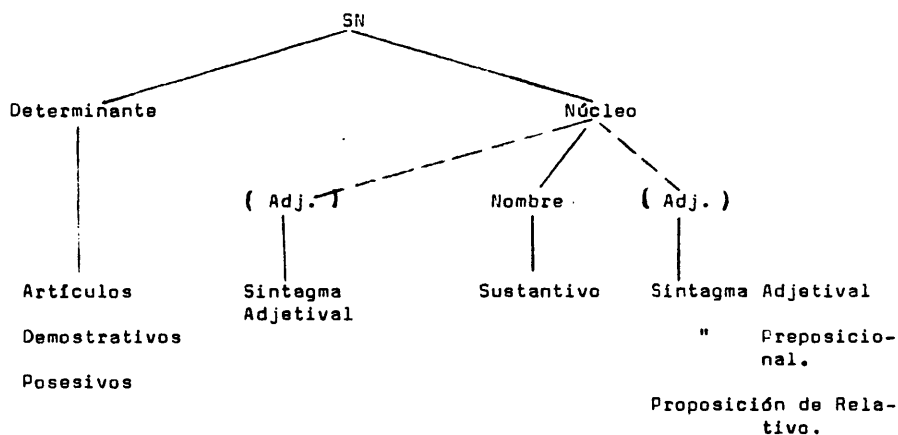 SN
Determinante Núcleo
( Adj. ) Nombre ( Adj. )
Artículos Sintagma Sustantivo Sintagma Adjetival
Adjetival
Demostrativos " Preposicio-
nal.
Posesivos
Proposición de Rela-
tivo.